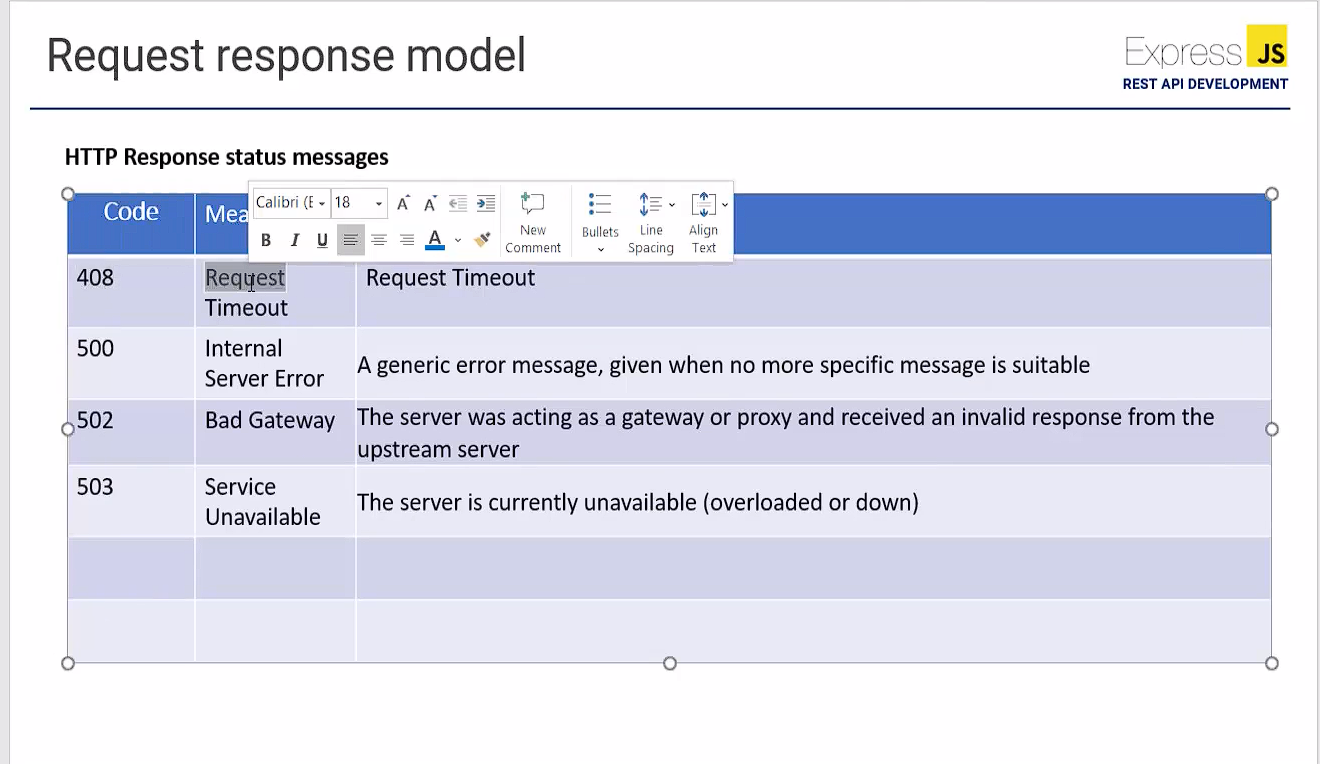 Request response model
Express JS
REST API DEVELOPMENT
HTTP Response status messages
Code
Mea
Calibri (E
18
New
Comment
Bullets
Line
Spacing
Align
Text
B I U A
408
Request
Timeout
Request Timeout
500
Internal
Server Error
A generic error message, given when no more specific message is suitable
502
Bad Gateway
The server was acting as a gateway or proxy and received an invalid response from the
upstream server
503
Service
Unavailable
The server is currently unavailable (overloaded or down)